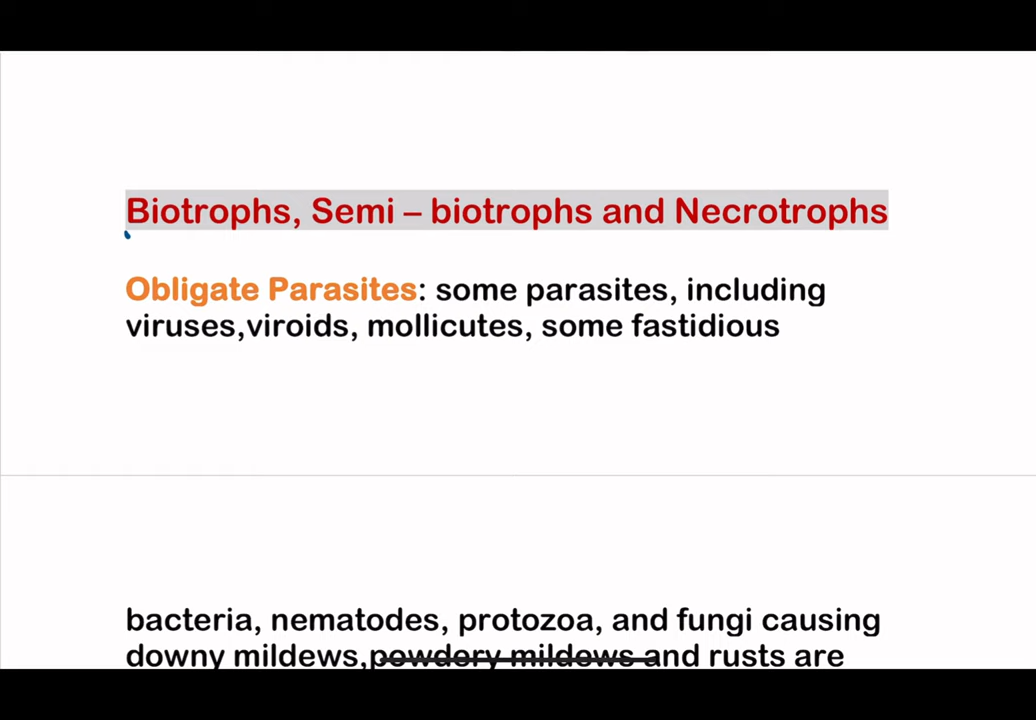 Biotrophs, Semi – biotrophs and Necrotrophs
Obligate Parasites: some parasites, including
viruses,viroids, mollicutes, some fastidious
bacteria, nematodes, protozoa, and fungi causing
downy mildews,powdery mildews and rusts are